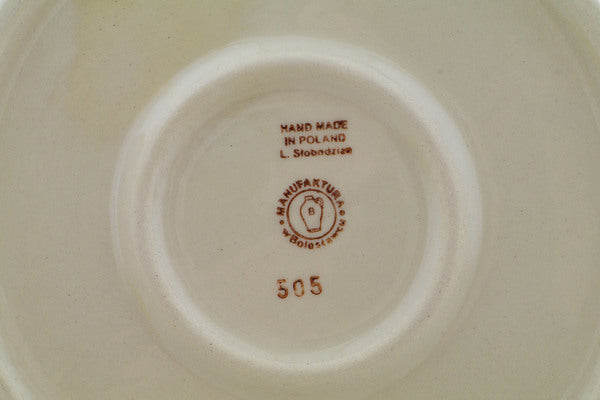 HAND MADE
IN POLAND
L. Słobodzian
MANUFAKTURA
B
w Bolesławcu
505